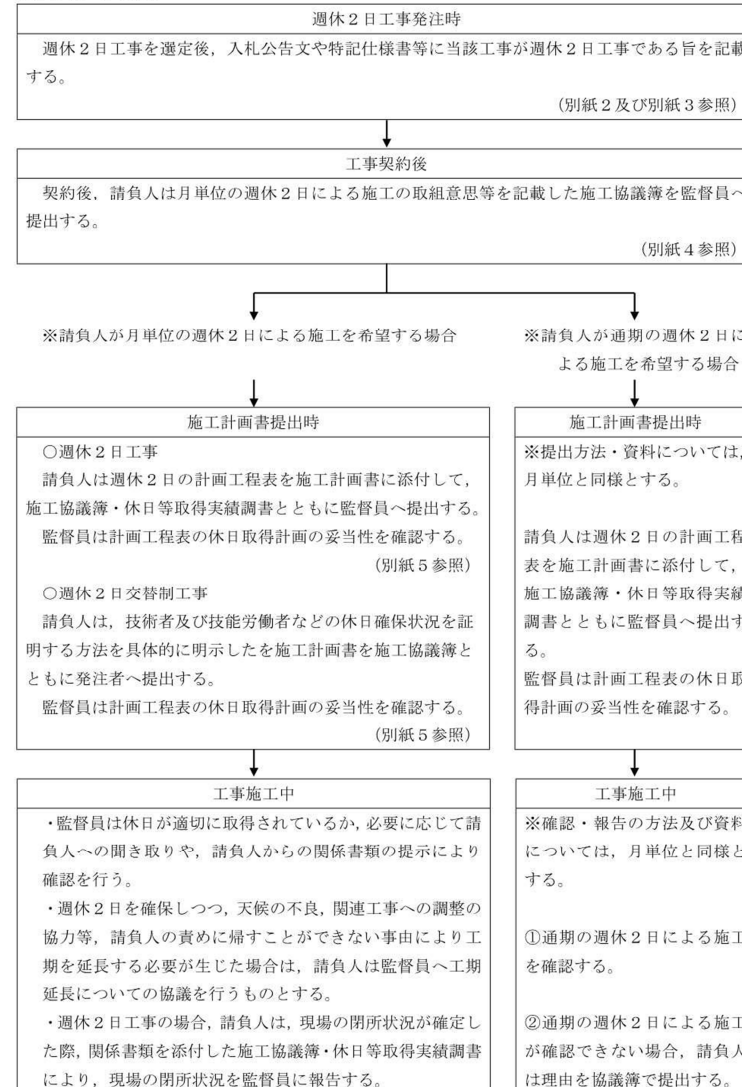 週休２日工事発注時
週休２日工事を選定後，入札公告文や特記仕様書等に当該工事が週休２日工事である旨を記載
する。
（別紙２及び別紙３参照）
工事契約後
契約後，請負人は月単位の週休２日による施工の取組意思等を記載した施工協議簿を監督員へ
提出する。
（別紙４参照）
※請負人が月単位の週休２日による施工を希望する場合
※請負人が通期の週休２日に
よる施工を希望する場合
施工計画書提出時
○週休２日工事
請負人は週休２日の計画工程表を施工計画書に添付して，
施工協議簿・休日等取得実績調書とともに監督員へ提出する。
監督員は計画工程表の休日取得計画の妥当性を確認する。
（別紙５参照）
○週休２日交替制工事
請負人は，技術者及び技能労働者などの休日確保状況を証
明する方法を具体的に明示したを施工計画書を施工協議簿と
ともに発注者へ提出する。
監督員は計画工程表の休日取得計画の妥当性を確認する。
（別紙５参照）
施工計画書提出時
※提出方法・資料については，
月単位と同様とする。
請負人は週休２日の計画工程
表を施工計画書に添付して，
施工協議簿・休日等取得実績
調書とともに監督員へ提出す
る。
監督員は計画工程表の休日取
得計画の妥当性を確認する。
工事施工中
・監督員は休日が適切に取得されているか，必要に応じて請
負人への聞き取りや，請負人からの関係書類の提示により
確認を行う。
・週休２日を確保しつつ，天候の不良，関連工事への調整の
協力等，請負人の責めに帰すことができない事由により工
期を延長する必要が生じた場合は，請負人は監督員へ工期
延長についての協議を行うものとする。
・週休２日工事の場合，請負人は，現場の閉所状況が確定し
た際，関係書類を添付した施工協議簿・休日等取得実績調書
により，現場の閉所状況を監督員に報告する。
工事施工中
※確認・報告の方法及び資料
については，月単位と同様と
する。
①通期の週休２日による施工
を確認する。
②通期の週休２日による施工
が確認できない場合，請負人
は理由を協議簿で提出する。